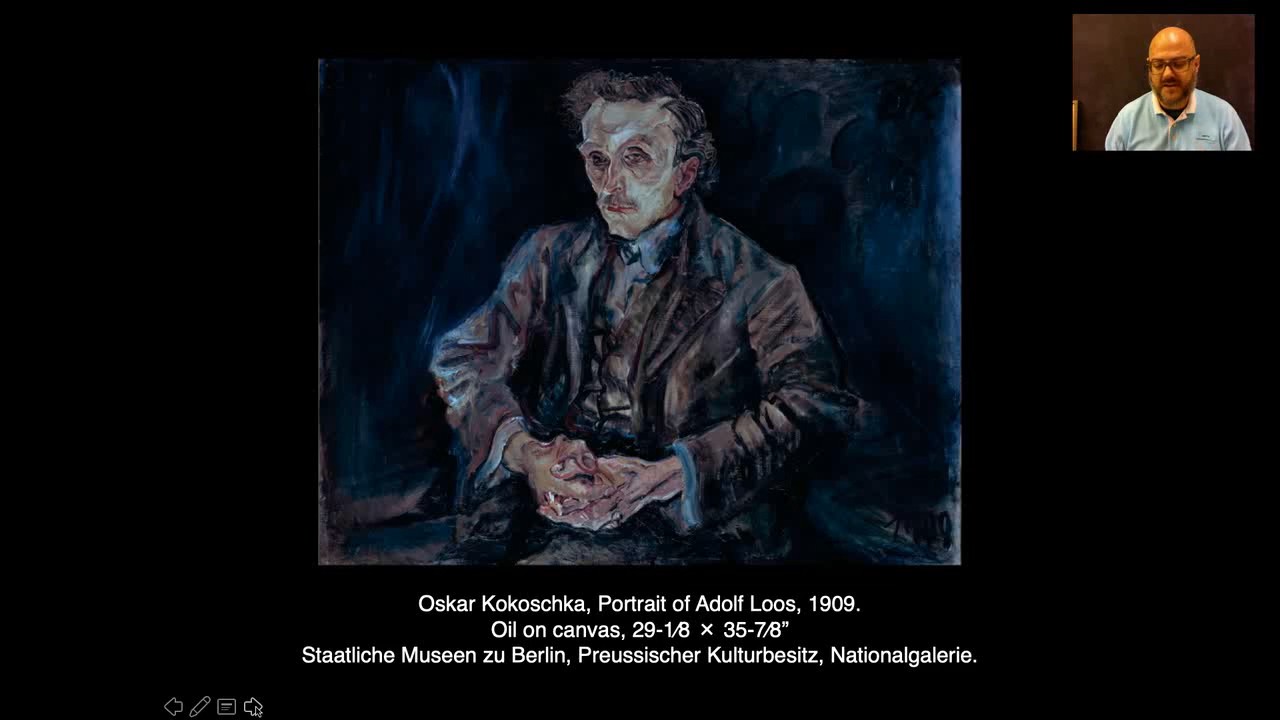 Oskar Kokoschka, Portrait of Adolf Loos, 1909.
Oil on canvas, 29-1⁄8 × 35-7⁄8”
Staatliche Museen zu Berlin, Preussischer Kulturbesitz, Nationalgalerie.